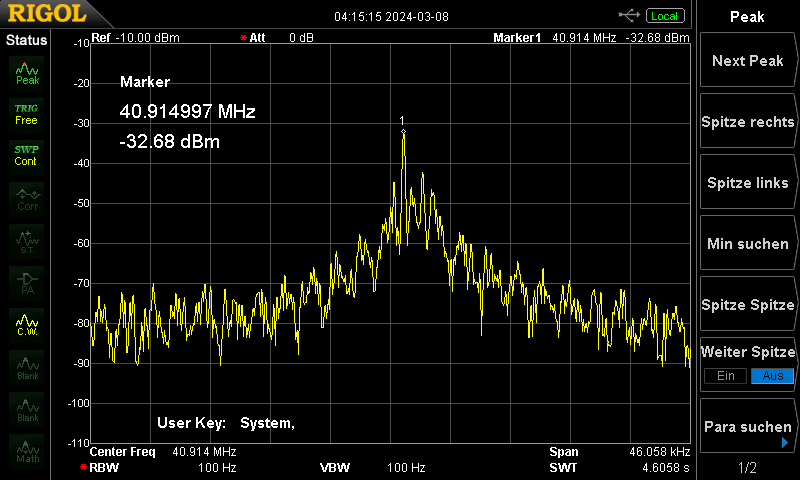 RIGOL
04:15:15 2024-03-08
Local
Peak
Status
Ref -10.00 dBm
Att 0 dB
Marker1 40.914 MHz -32.68 dBm
-10
-20
-30
-40
-50
-60
-70
-80
-90
-100
-110
Marker
40.914997 MHz
-32.68 dBm
1
Peak
TRIG
Free
SWP
Cont
Corr
S.T.
PA
C.W.
Blank
Blank
Math
Next Peak
Spitze rechts
Spitze links
Min suchen
Spitze Spitze
Weiter Spitze
Ein Aus
Para suchen
1/2
User Key: System,
Center Freq 40.914 MHz
Span 46.058 kHz
RBW 100 Hz
VBW 100 Hz
SWT 4.6058 s